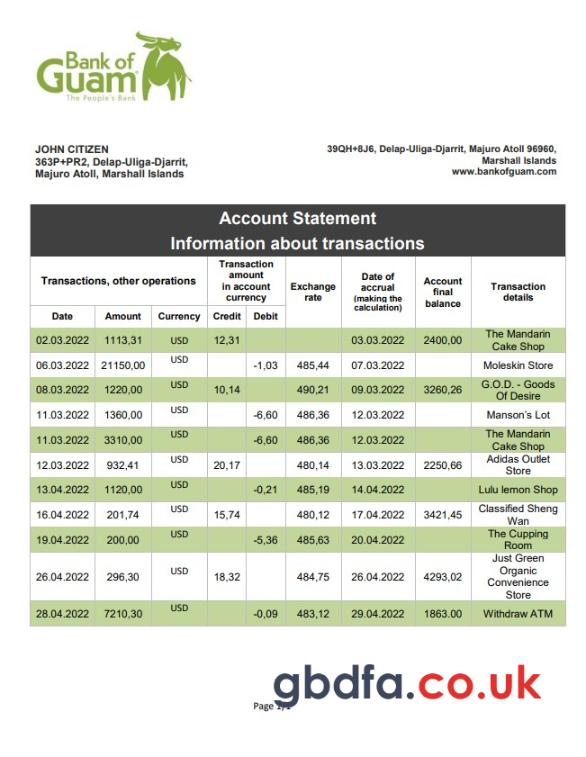 Bank of
Guam
The People's Bank
JOHN CITIZEN
363P+PR2, Delap-Uliga-Djarrit,
Majuro Atoll, Marshall Islands
39QH+8J6, Delap-Uliga-Djarrit, Majuro Atoll 96960,
Marshall Islands
www.bankofguam.com
Account Statement
Information about transactions
Transactions, other operations
Transaction
amount
in account
currency
Exchange
rate
Date of
accrual
(making the
calculation)
Account
final
balance
Transaction
details
Date Amount Currency Credit Debit
02.03.2022 1113,31 USD 12,31 03.03.2022 2400,00 The Mandarin
Cake Shop
06.03.2022 21150,00 USD -1,03 485,44 07.03.2022 Moleskin Store
08.03.2022 1220,00 USD 10,14 490,21 09.03.2022 3260,26 G.O.D. - Goods
Of Desire
11.03.2022 1360,00 USD -6,60 486,36 12.03.2022 Manson's Lot
11.03.2022 3310,00 USD -6,60 486,36 12.03.2022 The Mandarin
Cake Shop
12.03.2022 932,41 USD 20,17 480,14 13.03.2022 2250,66 Adidas Outlet
Store
13.04.2022 1120,00 USD -0,21 485,19 14.04.2022 Lulu lemon Shop
16.04.2022 201,74 USD 15,74 480,12 17.04.2022 3421,45 Classified Sheng
Wan
19.04.2022 200,00 USD -5,36 485,63 20.04.2022 The Cupping
Room
26.04.2022 296,30 USD 18,32 484,75 26.04.2022 4293,02 Just Green
Organic
Convenience
Store
28.04.2022 7210,30 USD -0,09 483,12 29.04.2022 1863.00 Withdraw ATM
gbdfa.co.uk
Page 1/1